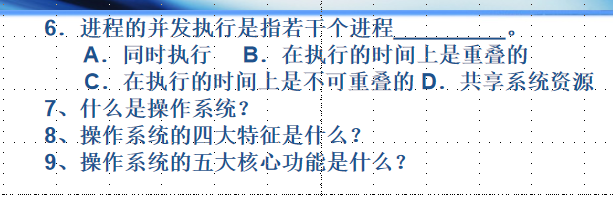 6．进程的并发执行是指若干个进程__________。
A．同时执行 B．在执行的时间上是重叠的
C．在执行的时间上是不可重叠的 D．共享系统资源
7、什么是操作系统？
8、操作系统的四大特征是什么？
9、操作系统的五大核心功能是什么？